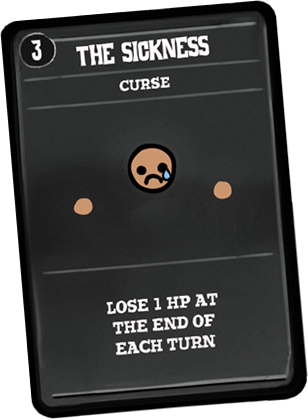 3
THE SICKNESS
CURSE
LOSE 1 HP AT
THE END OF
EACH TURN